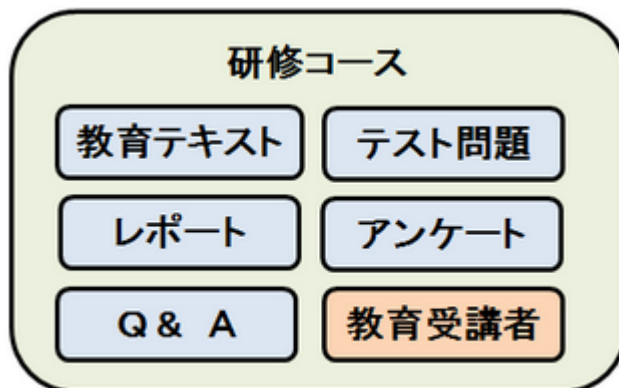 研修コース
教育テキスト
テスト問題
レポート
アンケート
Q & A
教育受講者